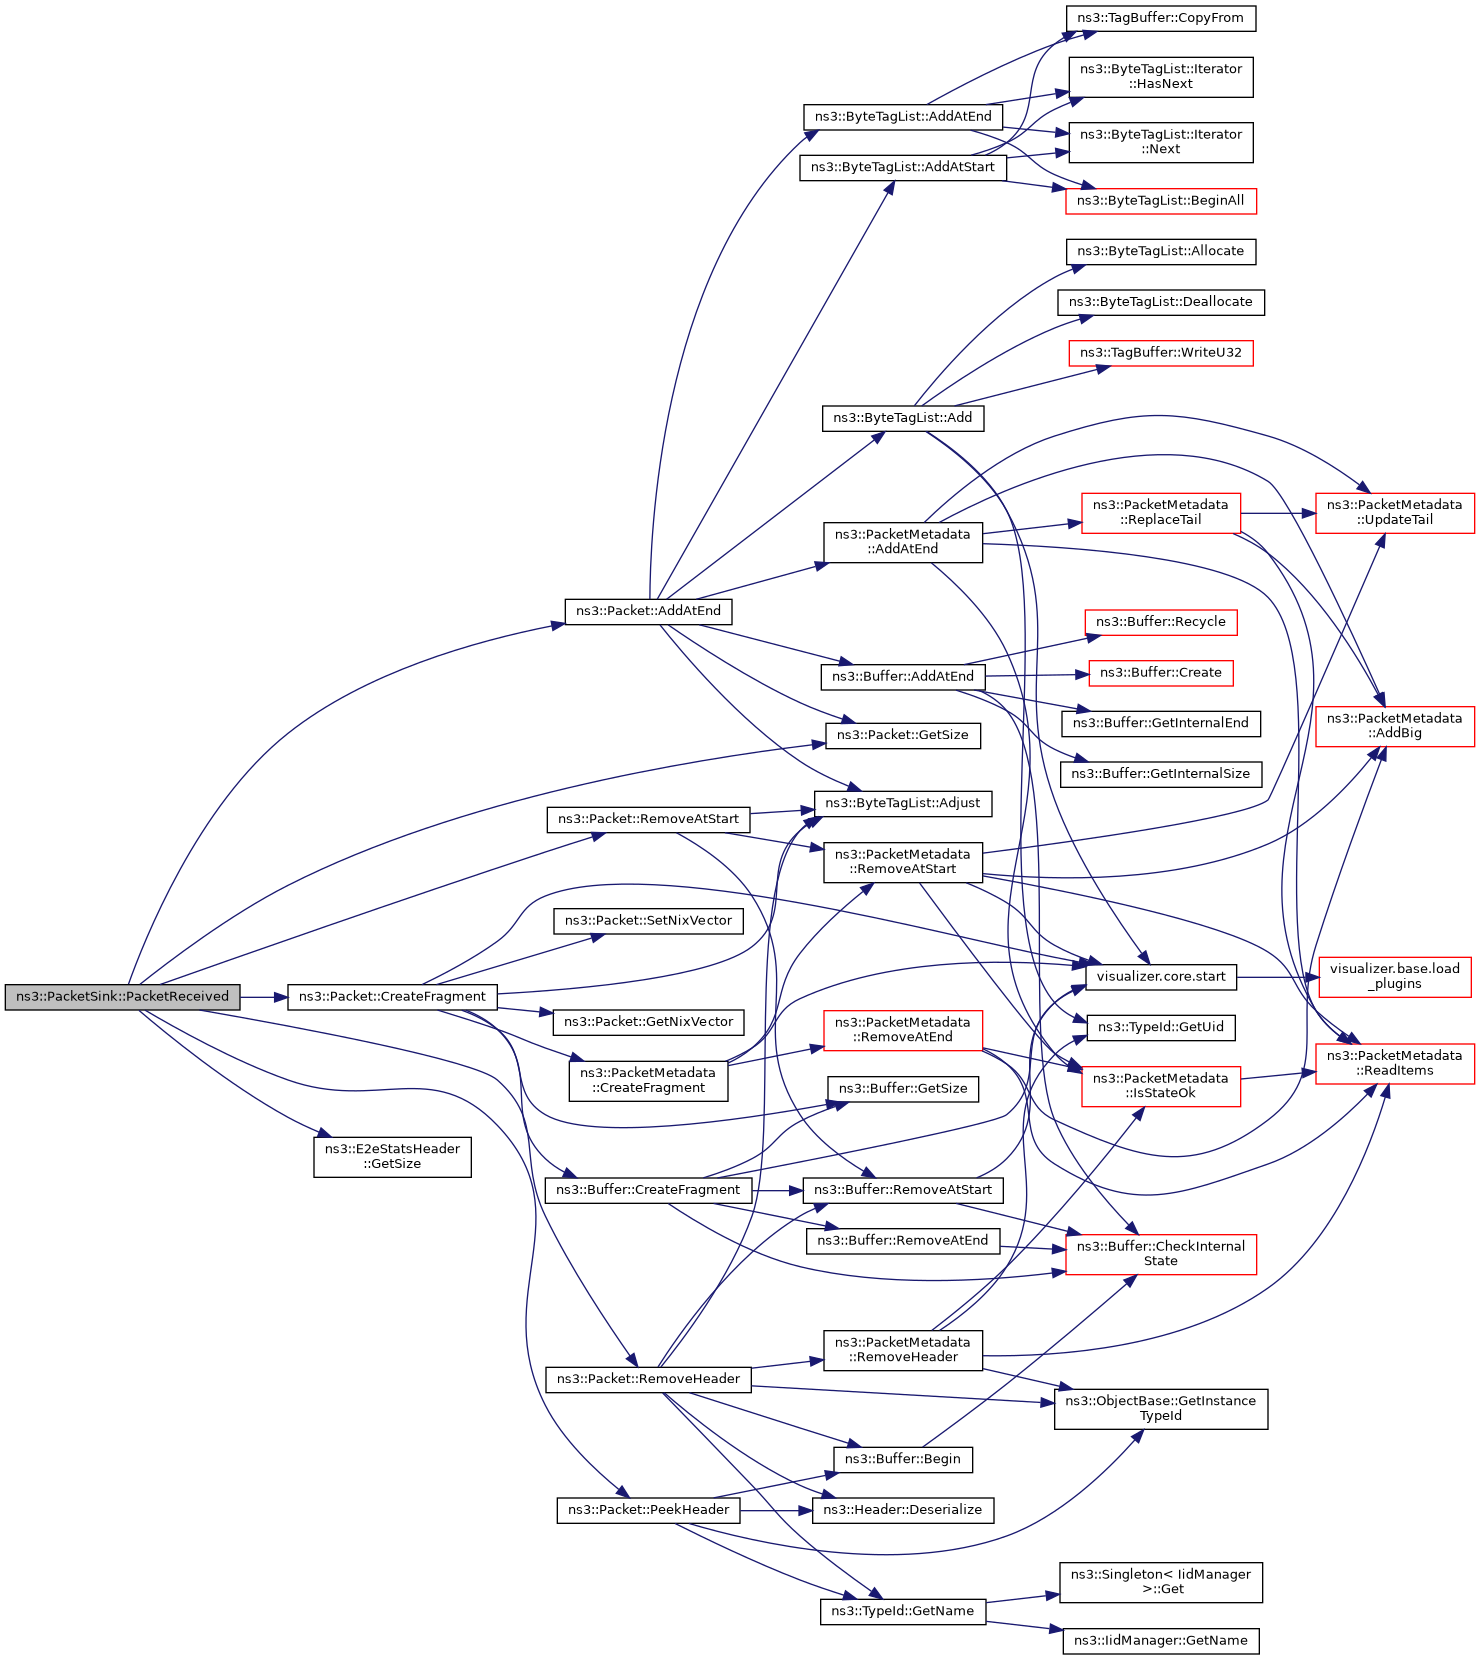 ns3::TagBuffer::CopyFrom
ns3::ByteTagList::Iterator
::HasNext
ns3::ByteTagList::AddAtEnd
ns3::ByteTagList::Iterator
::Next
ns3::ByteTagList::AddAtStart
ns3::ByteTagList::BeginAll
ns3::ByteTagList::Allocate
ns3::ByteTagList::Deallocate
ns3::TagBuffer::WriteU32
ns3::ByteTagList::Add
ns3::PacketMetadata
::ReplaceTail
ns3::PacketMetadata
::UpdateTail
ns3::PacketMetadata
::AddAtEnd
ns3::Packet::AddAtEnd
ns3::Buffer::Recycle
ns3::Buffer::AddAtEnd
ns3::Buffer::Create
ns3::Buffer::GetInternalEnd
ns3::PacketMetadata
::AddBig
ns3::Packet::GetSize
ns3::Buffer::GetInternalSize
ns3::ByteTagList::Adjust
ns3::Packet::RemoveAtStart
ns3::PacketMetadata
::RemoveAtStart
ns3::Packet::SetNixVector
visualizer.core.start
visualizer.base.load
_plugins
ns3::PacketSink::PacketReceived
ns3::Packet::CreateFragment
ns3::Packet::GetNixVector
ns3::PacketMetadata
::RemoveAtEnd
ns3::TypeId::GetUid
ns3::PacketMetadata
::ReadItems
ns3::PacketMetadata
::CreateFragment
ns3::Buffer::GetSize
ns3::PacketMetadata
::IsStateOk
ns3::E2eStatsHeader
::GetSize
ns3::Buffer::CreateFragment
ns3::Buffer::RemoveAtStart
ns3::Buffer::RemoveAtEnd
ns3::Buffer::CheckInternal
State
ns3::PacketMetadata
::RemoveHeader
ns3::Packet::RemoveHeader
ns3::ObjectBase::GetInstance
TypeId
ns3::Buffer::Begin
ns3::Packet::PeekHeader
ns3::Header::Deserialize
ns3::Singleton< IidManager
>::Get
ns3::TypeId::GetName
ns3::IidManager::GetName